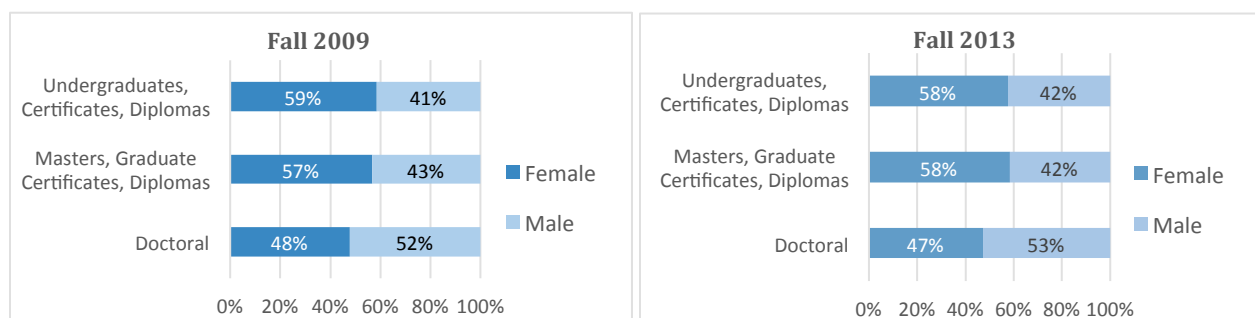 Fall 2009
Undergraduates,
Certificates, Diplomas
59%
41%
Masters, Graduate
Certificates, Diplomas
57%
43%
Doctoral
48%
52%
0% 20% 40% 60% 80% 100%
Female
Male
Fall 2013
Undergraduates,
Certificates, Diplomas
58%
42%
Masters, Graduate
Certificates, Diplomas
58%
42%
Doctoral
47%
53%
0% 20% 40% 60% 80% 100%
Female
Male